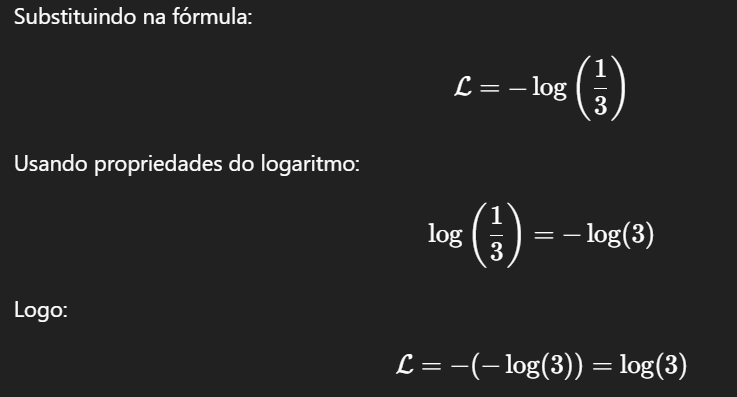 Substituindo na fórmula:
ℒ = − log (1/3)
Usando propriedades do logaritmo:
log (1/3) = − log(3)
Logo:
ℒ = −(− log(3)) = log(3)